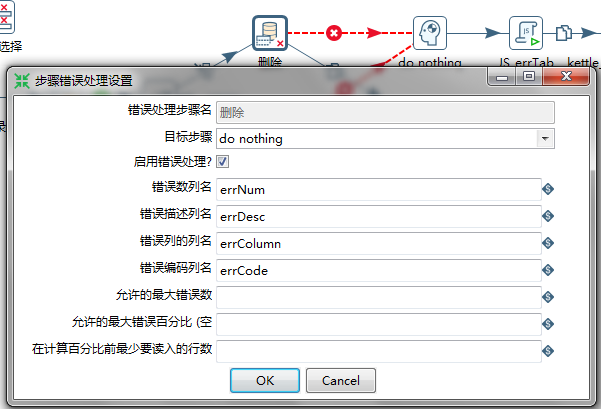 选择
删除
do nothing
JS_errTab
kettle_
步骤错误处理设置
错误处理步骤名 删除
目标步骤 do nothing
启用错误处理?
错误数列名 errNum
错误描述列名 errDesc
错误列的列名 errColumn
错误编码列名 errCode
允许的最大错误数
允许的最大错误百分比 (空
在计算百分比前最少要读入的行数
OK Cancel